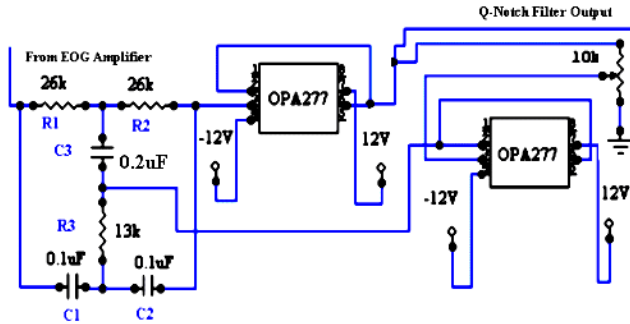 Q-Notch Filter Output
From EOG Amplifier
10k
26k
26k
OPA277
R1
R2
-12V
12V
OPA277
C3
0.2uF
R3
13k
-12V
12V
0.1uF
0.1uF
C1
C2